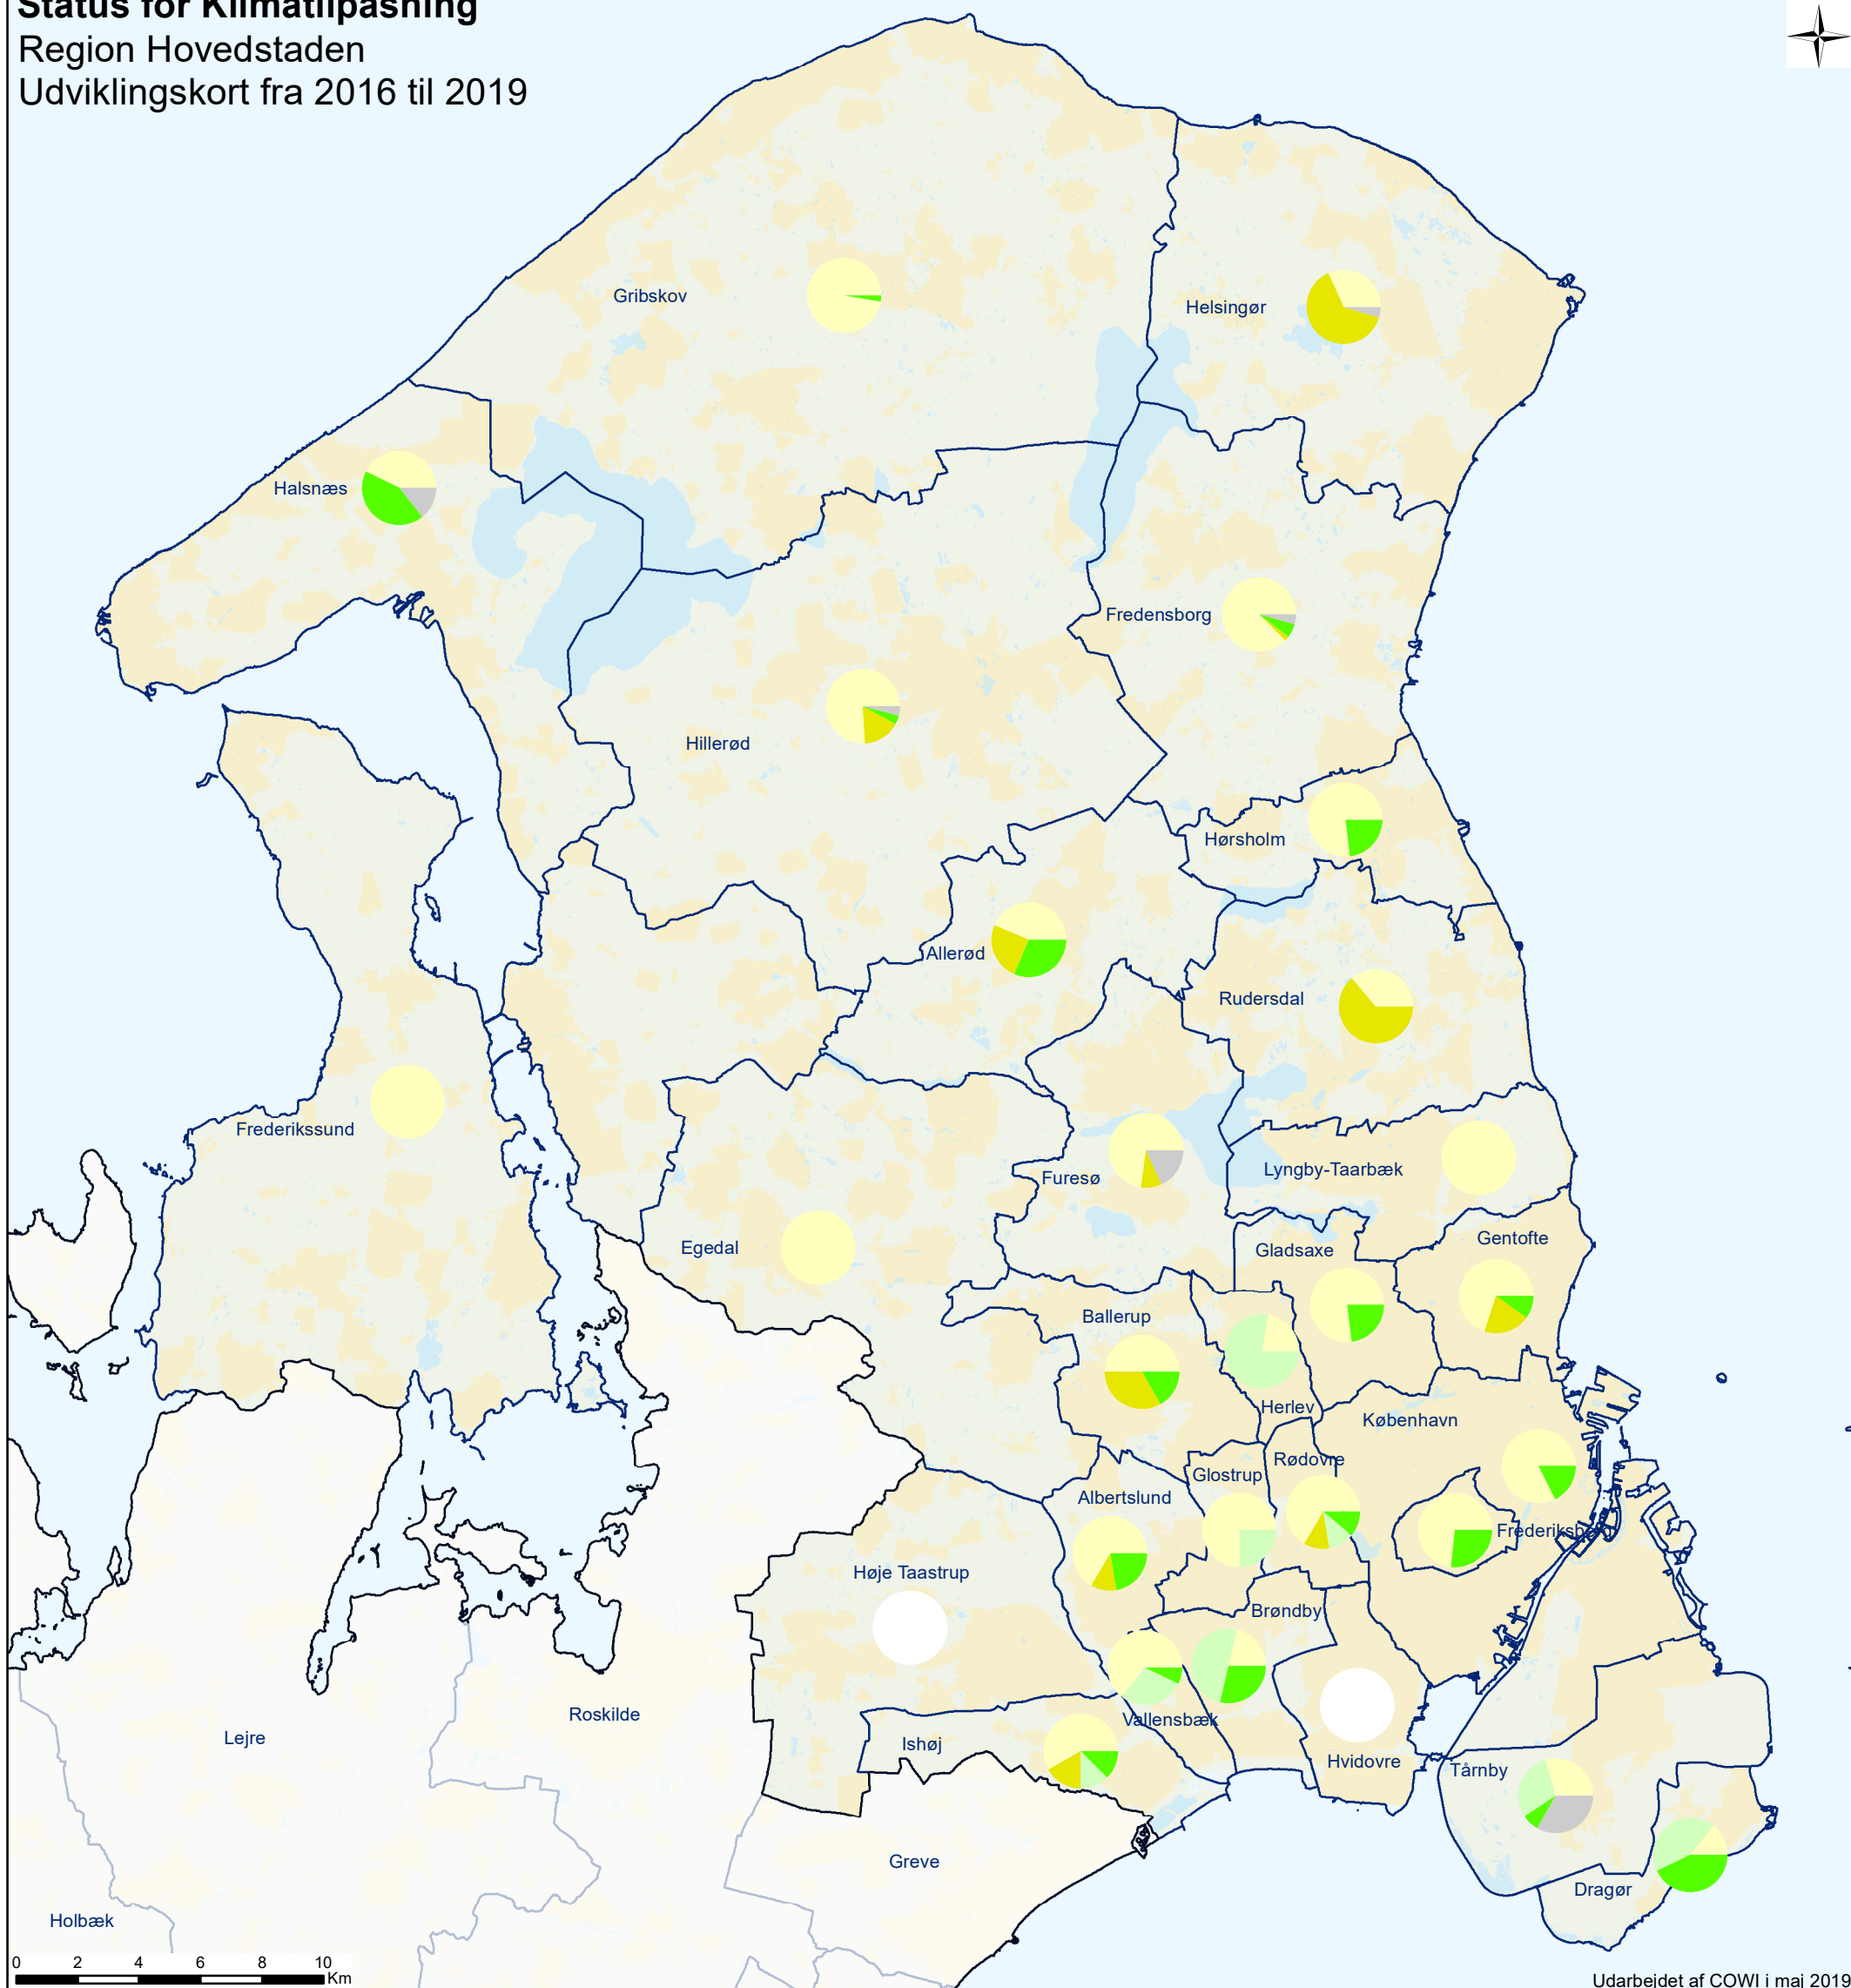 Status for Klimatilpasning
Region Hovedstaden
Udviklingskort fra 2016 til 2019
Gribskov
Helsingør
Halsnæs
Fredensborg
Hillerød
Hørsholm
Allerød
Rudersdal
Frederikssund
Lyngby-Taarbæk
Furesø
Gentofte
Egedal
Gladsaxe
Ballerup
Herlev
København
Rødovre
Glostrup
Albertslund
Frederiksberg
Høje Taastrup
Brøndby
Roskilde
Vallensbæk
Lejre
Ishøj
Hvidovre
Tårnby
Greve
Dragør
Holbæk
0 2 4 6 8 10
Km
Udarbejdet af COWI i maj 2019